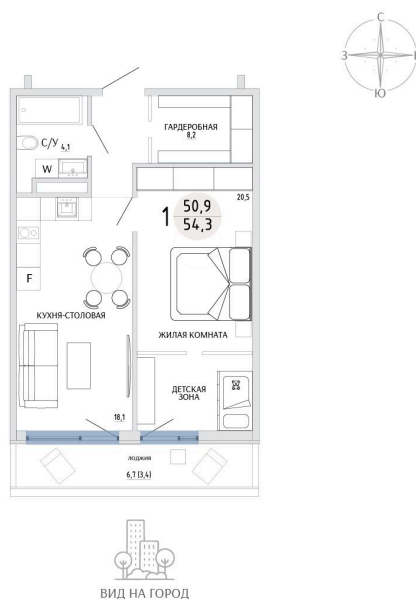 С
З
В
Ю
ГАРДЕРОБНАЯ
8,2
С/У 4,1
W
20,5
1 50,9
54,3
F
КУХНЯ-СТОЛОВАЯ
ЖИЛАЯ КОМНАТА
ДЕТСКАЯ
ЗОНА
18,1
ЛОДЖИЯ
6,7 (3,4)
ВИД НА ГОРОД